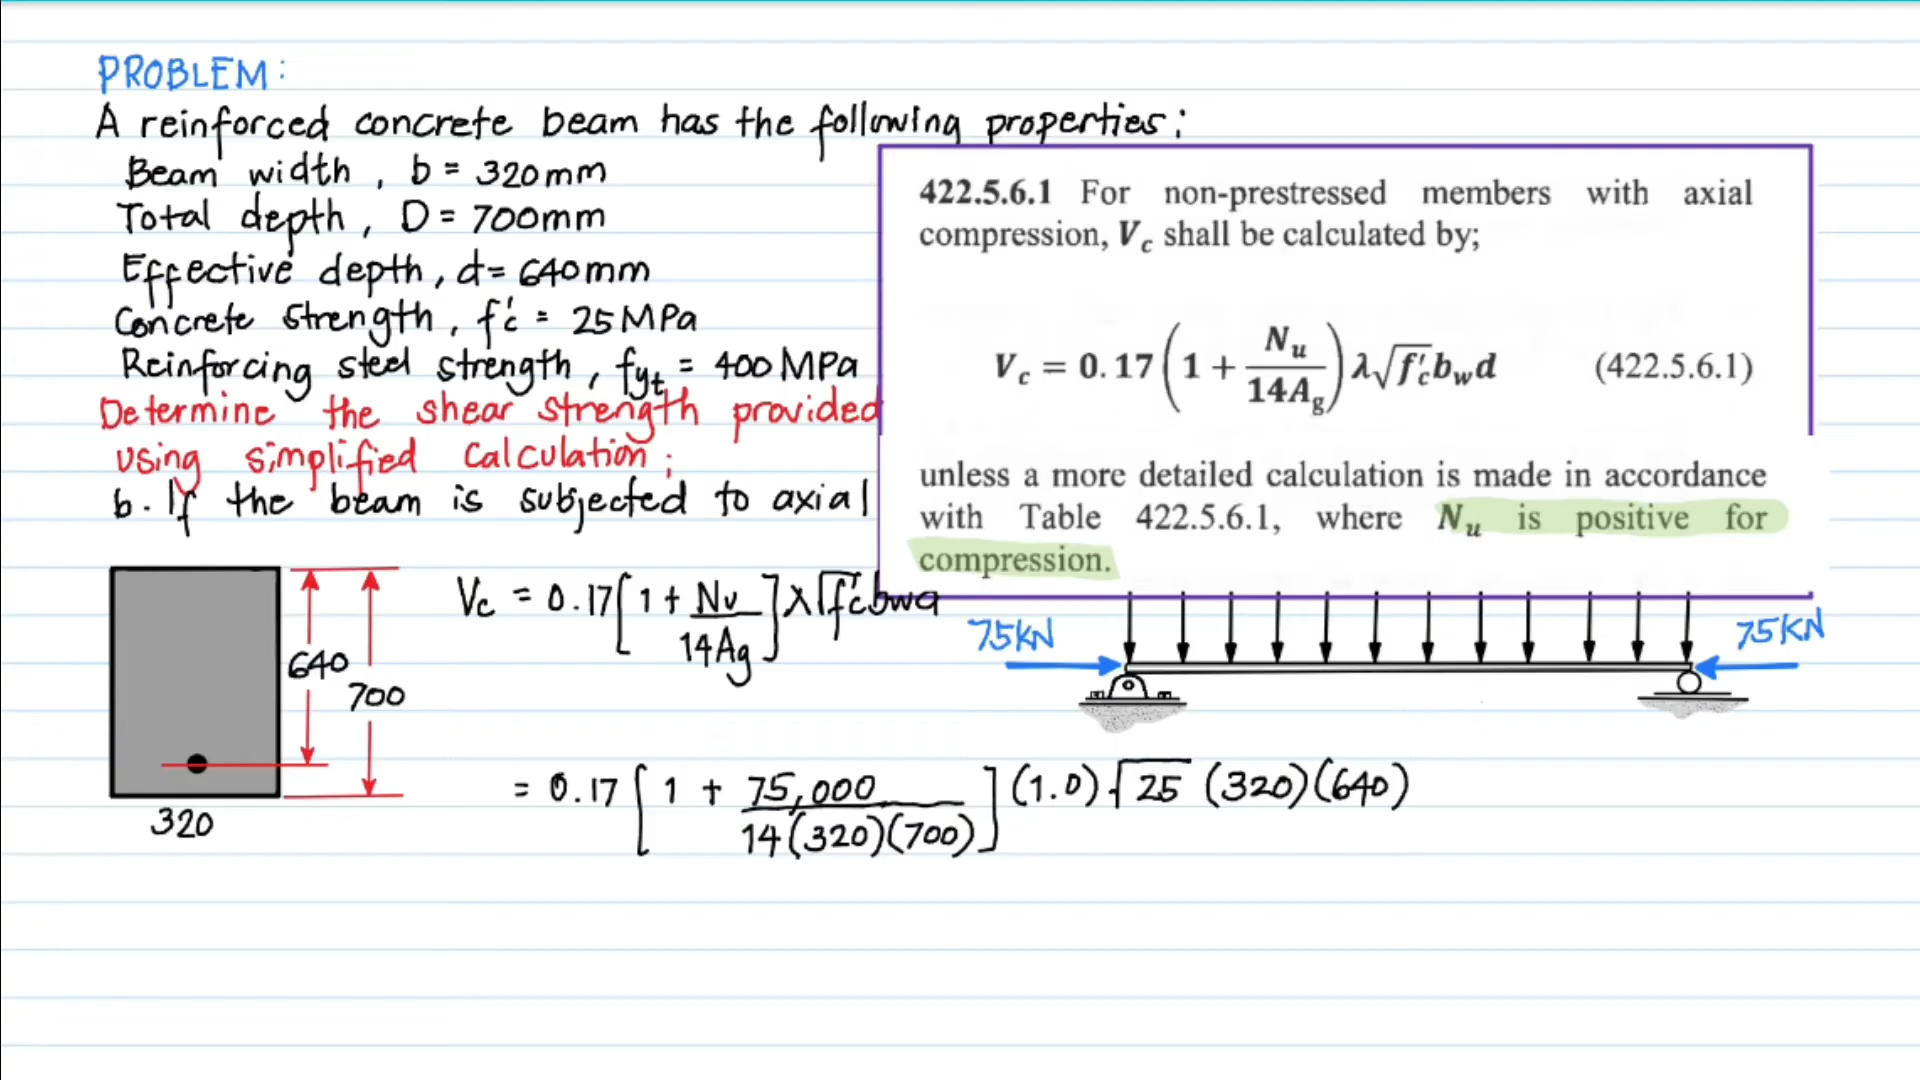 PROBLEM:
A reinforced concrete beam has the following properties:
Beam width, b = 320mm
Total depth, D = 700mm
Effective depth, d = 640mm
Concrete strength, f'c = 25 MPa
Reinforcing steel strength, fyt = 400 MPa
Determine the shear strength provided
using simplified calculation:
b. If the beam is subjected to axial
422.5.6.1 For non-prestressed members with axial
compression, Vc shall be calculated by;
Vc = 0.17 (1 + Nu / 14Ag) λ√f'c bwd (422.5.6.1)
unless a more detailed calculation is made in accordance
with Table 422.5.6.1, where Nu is positive for
compression.
640
700
320
Vc = 0.17 [1 + Nu / 14Ag] λ√f'c bwd
75KN
75KN
= 0.17 [1 + 75,000 / 14(320)(700)] (1.0) √25 (320)(640)